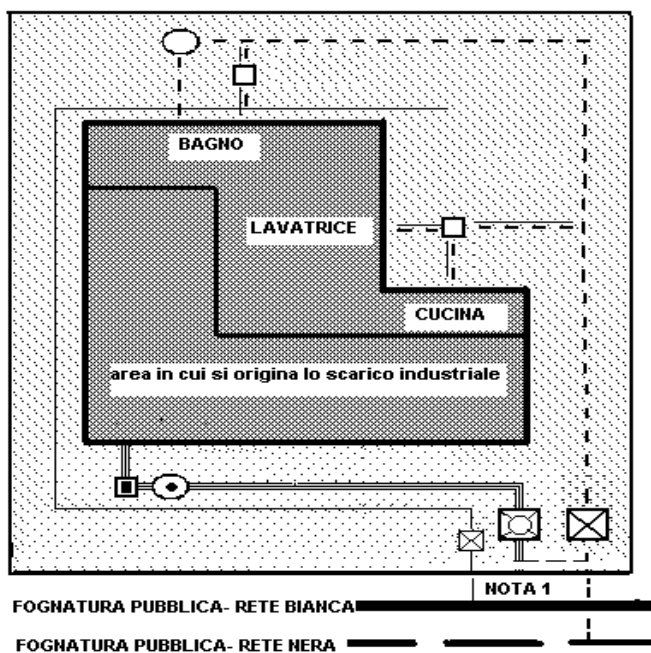 BAGNO
LAVATRICE
CUCINA
area in cui si origina lo scarico industriale
NOTA 1
FOGNATURA PUBBLICA- RETE BIANCA
FOGNATURA PUBBLICA- RETE NERA